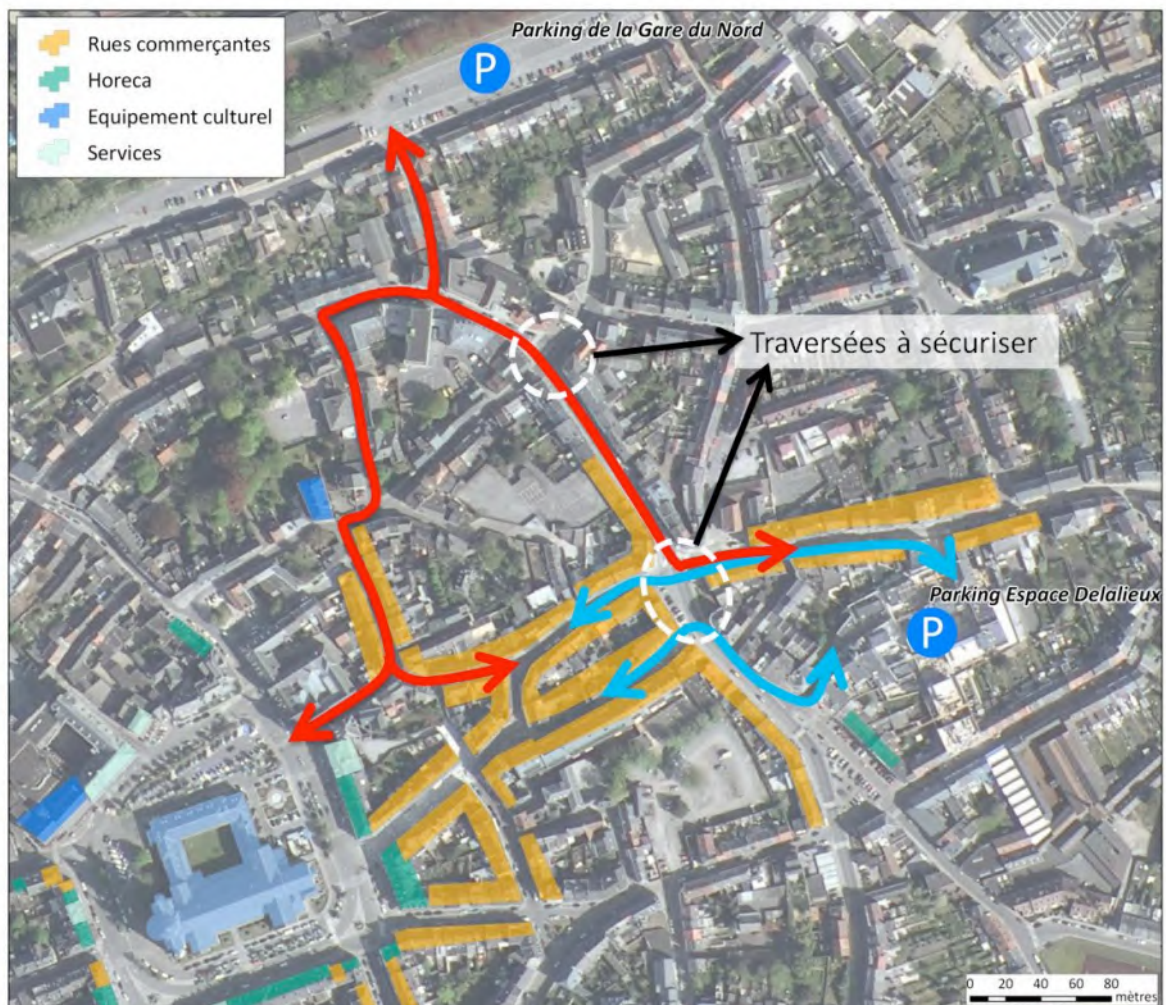 Rues commerçantes
Horeca
Equipement culturel
Services
Parking de la Gare du Nord
P
Traversées à sécuriser
Parking Espace Delalieux
P
0 20 40 60 80
mètres